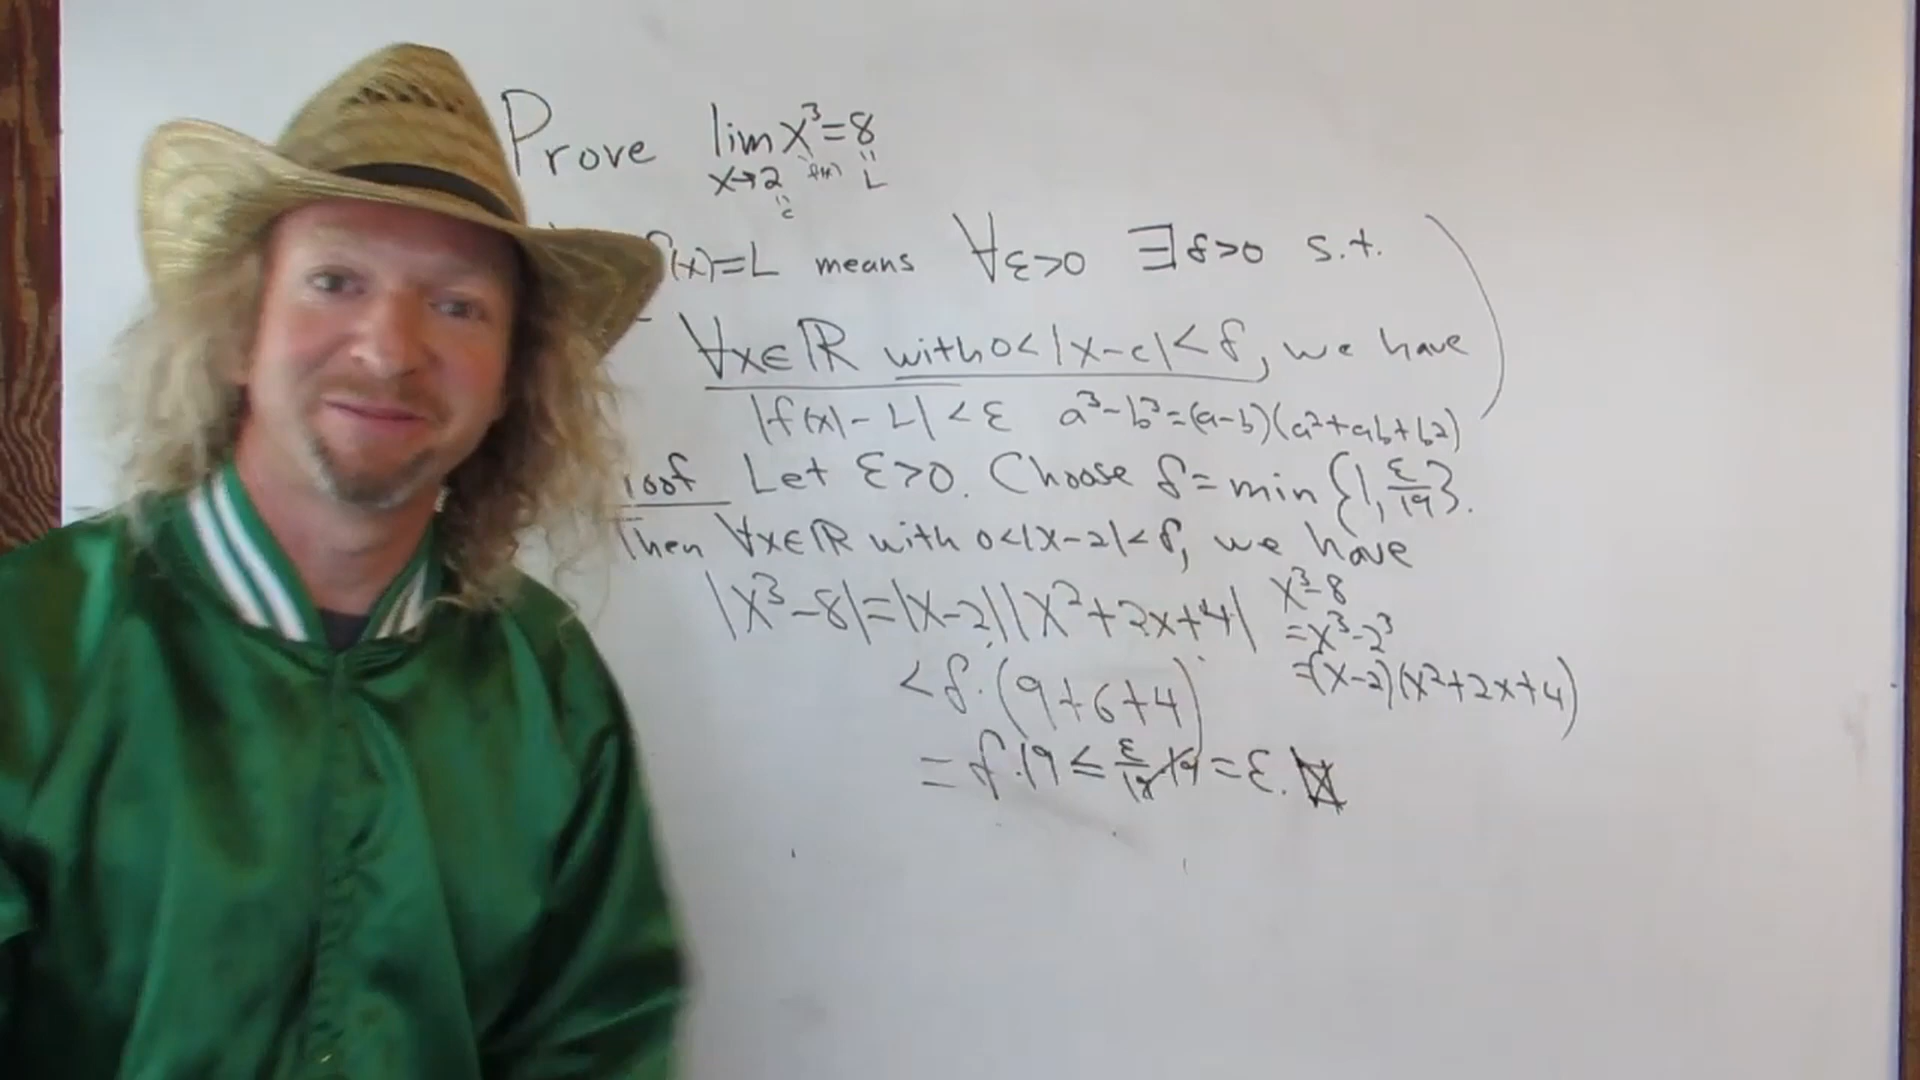 Prove lim x³=8
x→2 f(x) L
c
f(x)=L means ∀ε>0 ∃δ>0 s.t.
∀x∈ℝ with 0<|x-c|<δ, we have
|f(x)-L|<ε a³-b³=(a-b)(a²+ab+b²)
oof Let ε>0. Choose δ=min{1, ε/19}.
Then ∀x∈ℝ with 0<|x-2|<δ, we have
|x³-8|=|x-2||x²+2x+4| x³-8
=x³-2³
<δ·(9+6+4) =(x-2)(x²+2x+4)
=δ·19≤ε/19·19=ε.